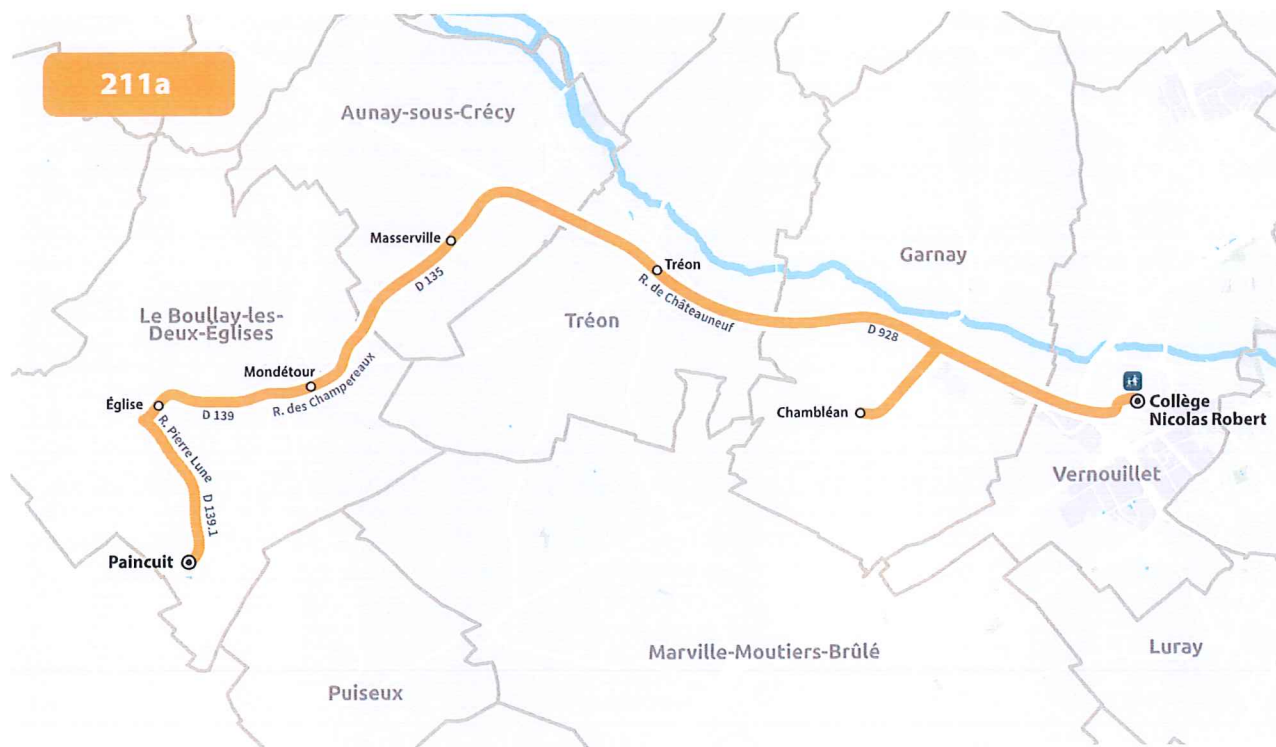 211a
Aunay-sous-Crécy
Masserville
D 135
Tréon
R. de Châteauneuf
Garnay
Le Boullay-les-
Deux-Églises
Tréon
D 928
Mondétour
R. des Champereaux
Église
D 139
R. Pierre Lune
Chambléan
Collège
Nicolas Robert
Vernouillet
D 139.1
Paincuit
Marville-Moutiers-Brûlé
Luray
Puiseux